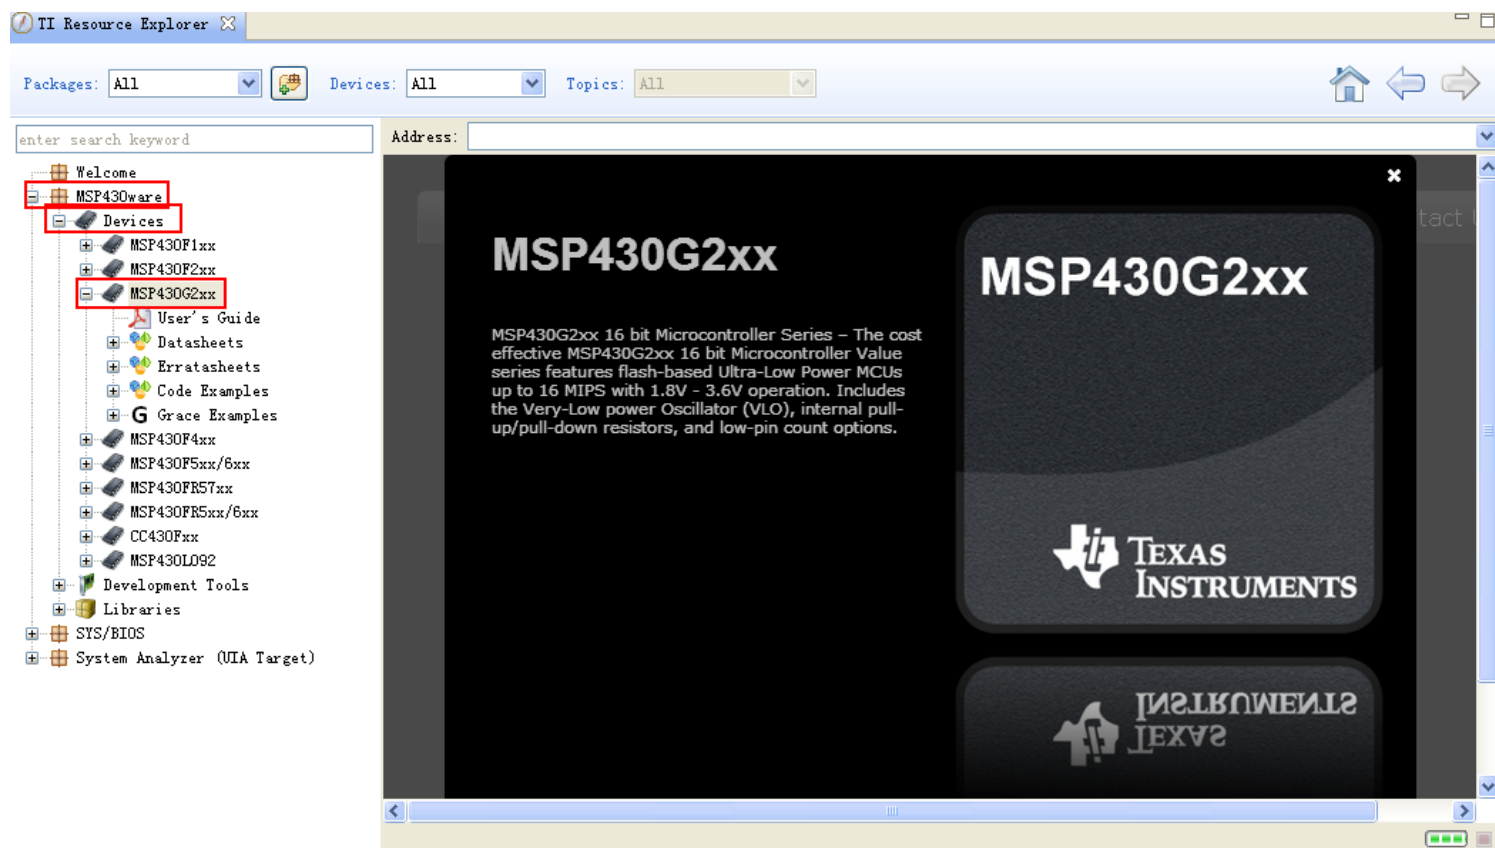 TI Resource Explorer
Packages: All Devices: All Topics: All
enter search keyword
Address:
Welcome
MSP430ware
Devices
MSP430F1xx
MSP430F2xx
MSP430G2xx
User's Guide
Datasheets
Erratasheets
Code Examples
G Grace Examples
MSP430F4xx
MSP430F5xx/6xx
MSP430FR57xx
MSP430FR5xx/6xx
CC430Fxx
MSP430L092
Development Tools
Libraries
SYS/BIOS
System Analyzer (UIA Target)
tact
MSP430G2xx
MSP430G2xx 16 bit Microcontroller Series – The cost
effective MSP430G2xx 16 bit Microcontroller Value
series features flash-based Ultra-Low Power MCUs
up to 16 MIPS with 1.8V - 3.6V operation. Includes
the Very-Low power Oscillator (VLO), internal pull-
up/pull-down resistors, and low-pin count options.
MSP430G2xx
TEXAS
INSTRUMENTS
INSTRUMENTS
TEXAS